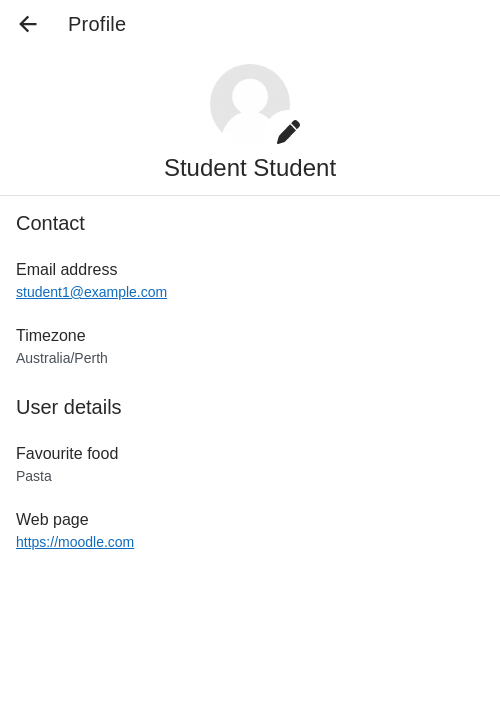 Profile
Student Student
Contact
Email address
student1@example.com
Timezone
Australia/Perth
User details
Favourite food
Pasta
Web page
https://moodle.com